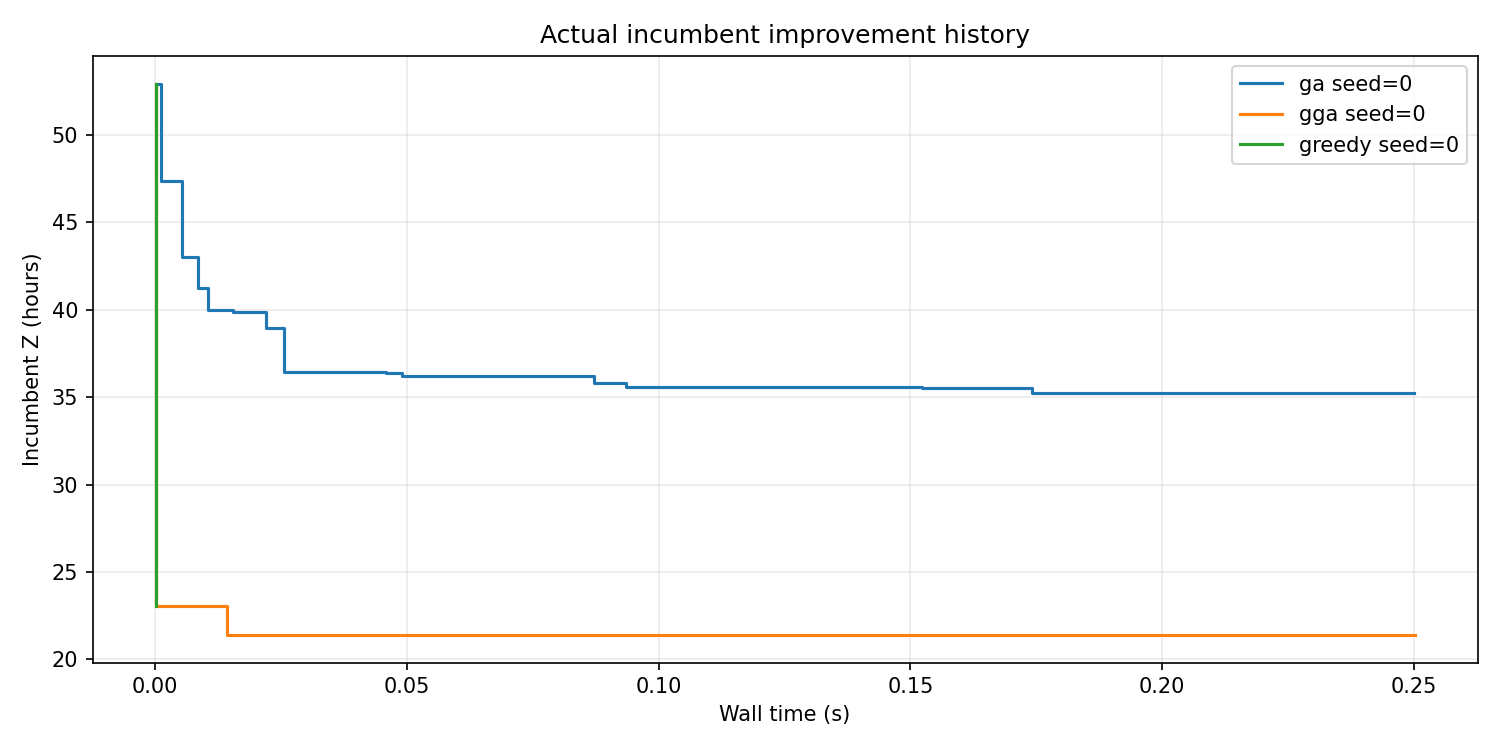 Actual incumbent improvement history
ga seed=0
gga seed=0
greedy seed=0
Incumbent Z (hours)
50
45
40
35
30
25
20
0.00 0.05 0.10 0.15 0.20 0.25
Wall time (s)